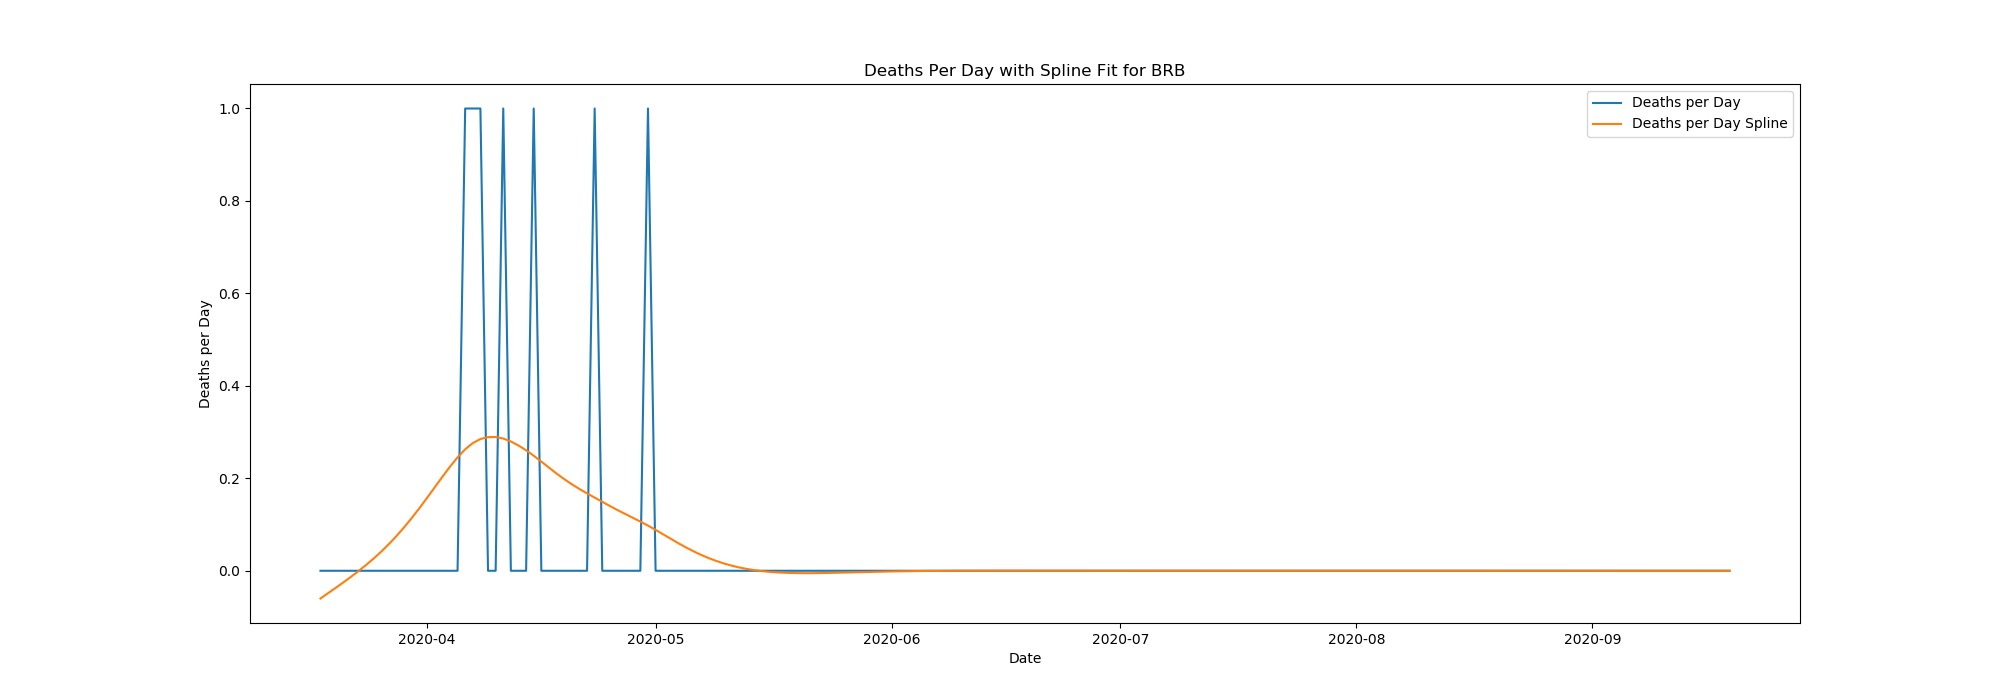 Deaths Per Day with Spline Fit for BRB
Deaths per Day
Deaths per Day Spline
1.0
0.8
0.6
0.4
0.2
0.0
Deaths per Day
2020-04 2020-05 2020-06 2020-07 2020-08 2020-09
Date